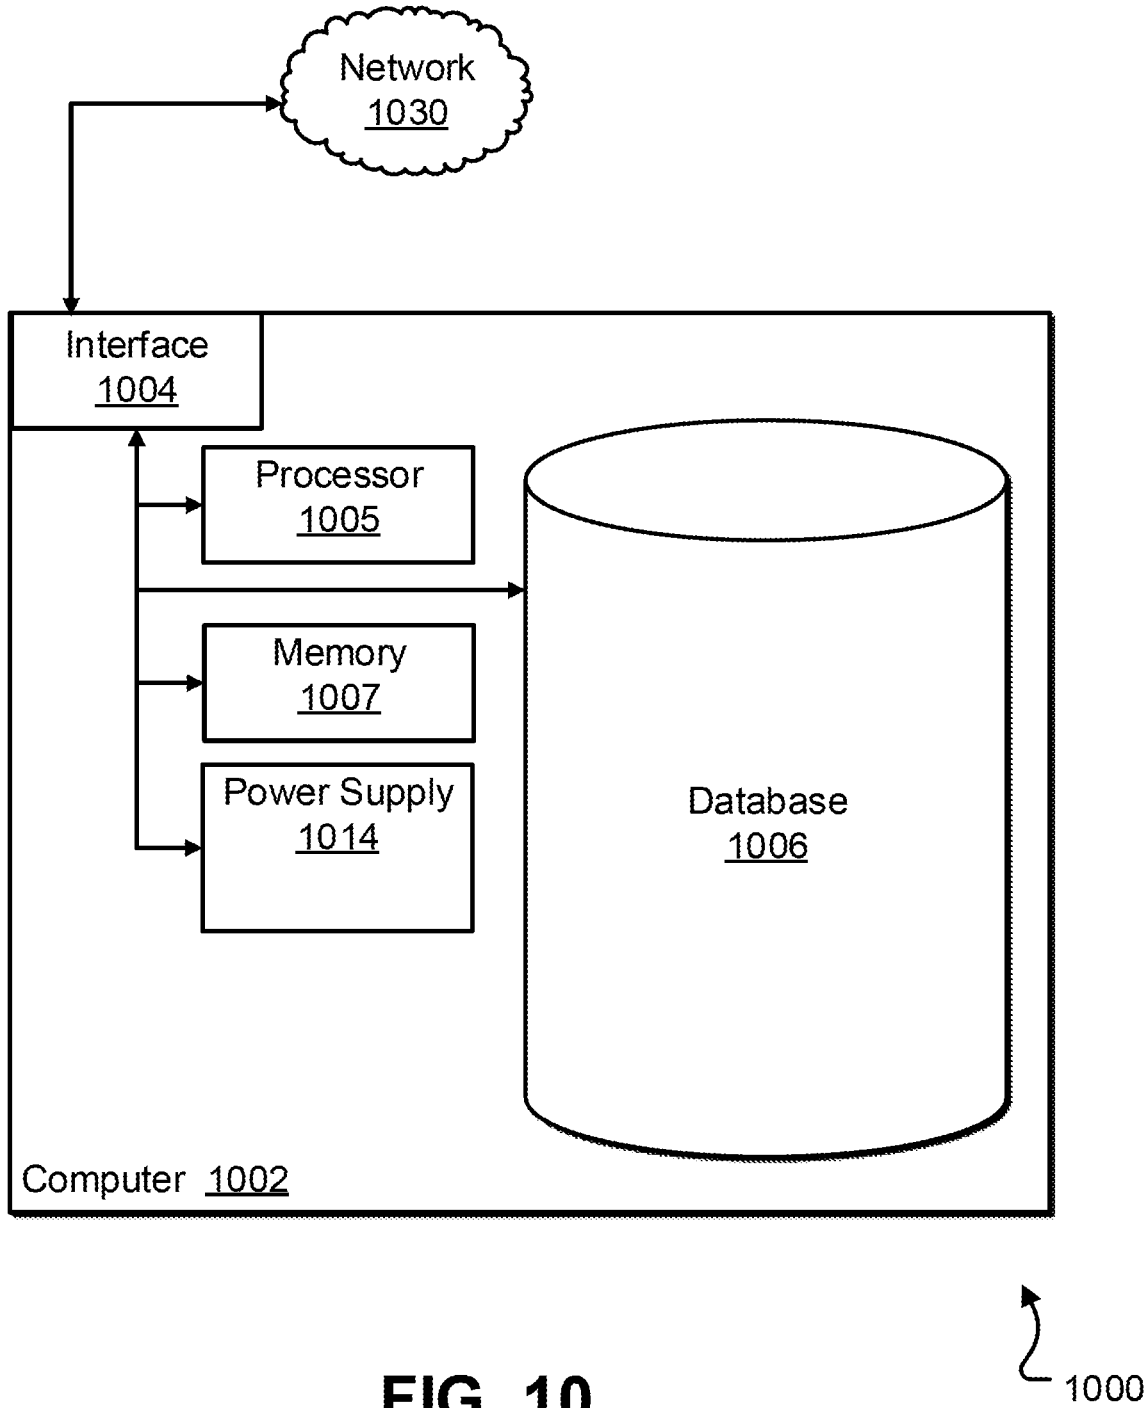 Network
1030
Interface
1004
Processor
1005
Memory
1007
Power Supply
1014
Database
1006
Computer 1002
1000
FIG. 10